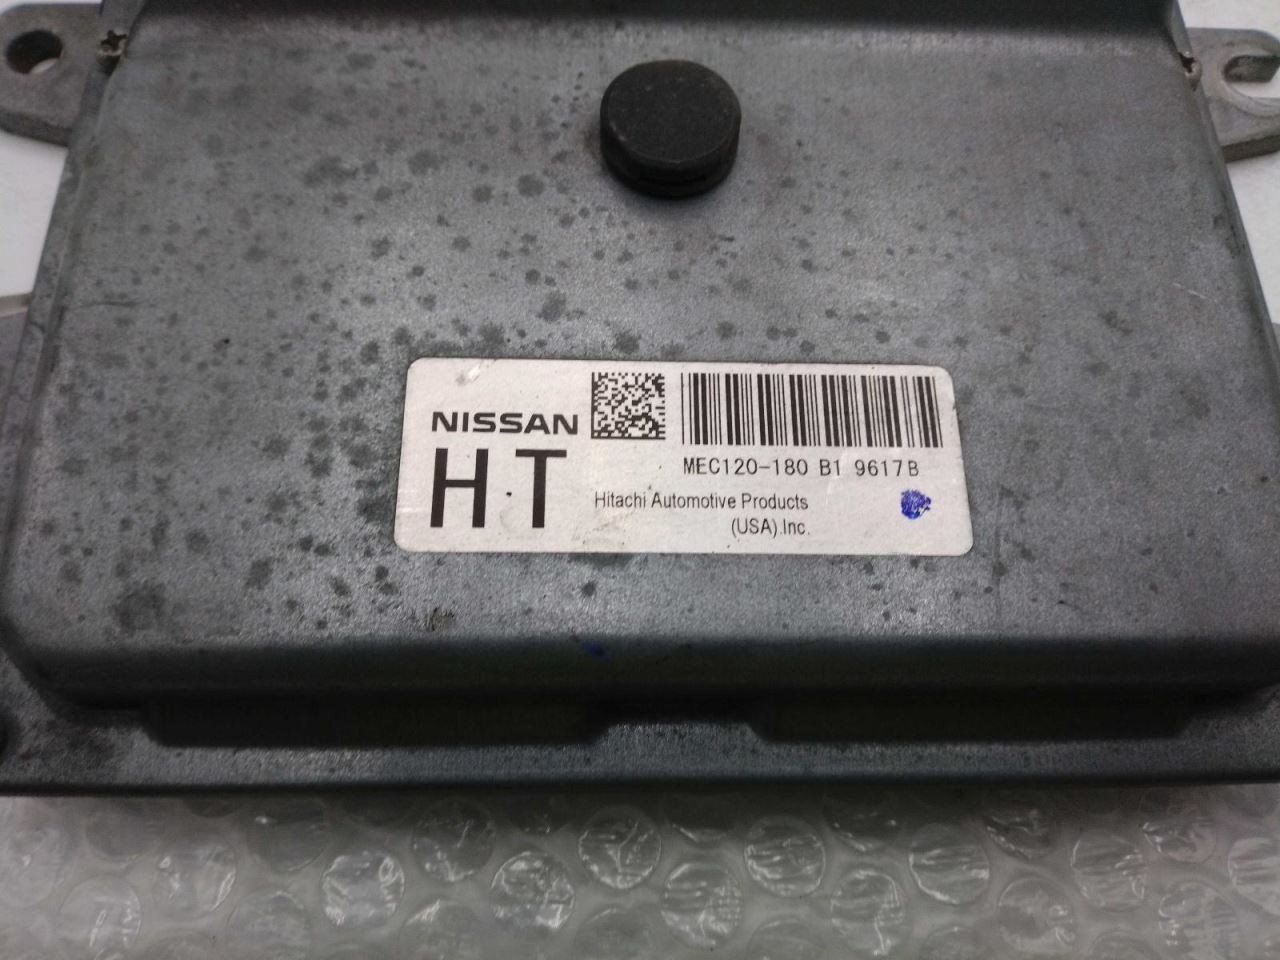 NISSAN
HT
MEC120-180 B1 9617B
Hitachi Automotive Products
(USA).Inc.